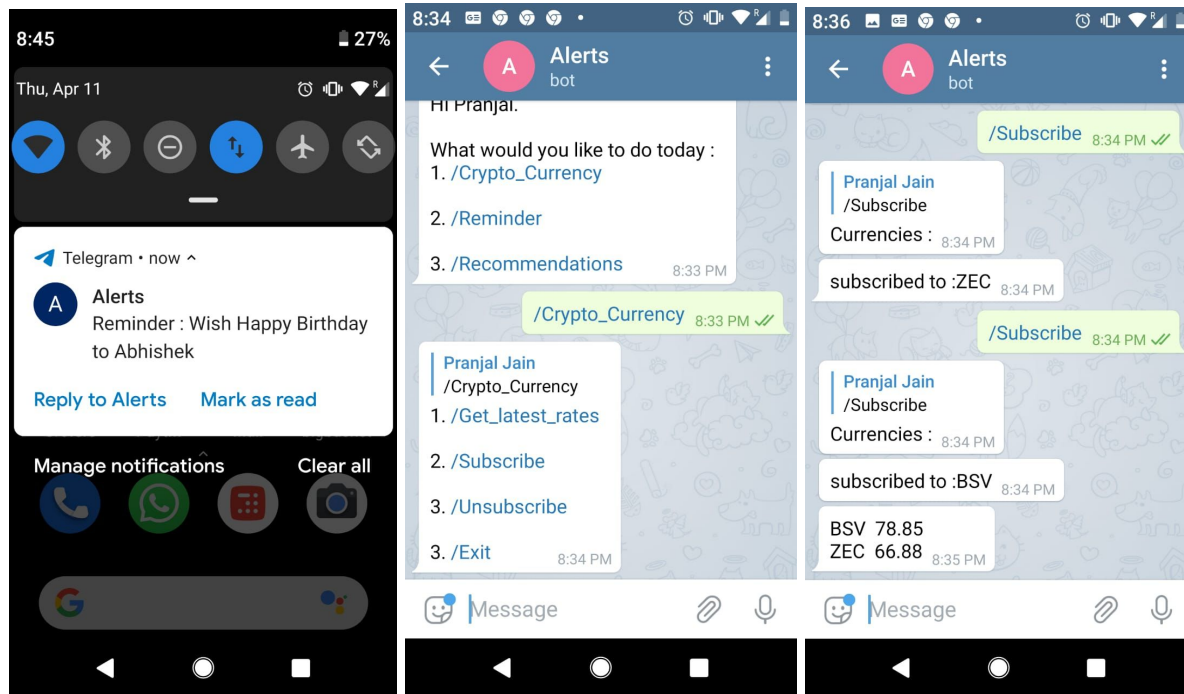 8:45
27%
Thu, Apr 11
R
Telegram • now
A
Alerts
Reminder : Wish Happy Birthday
to Abhishek
Reply to Alerts
Mark as read
Manage notifications
Clear all
8:34
GE
R
A
Alerts
bot
Hi Pranjal.
What would you like to do today :
1. /Crypto_Currency
2. /Reminder
3. /Recommendations
8:33 PM
/Crypto_Currency
8:33 PM
Pranjal Jain
/Crypto_Currency
1. /Get_latest_rates
2. /Subscribe
3. /Unsubscribe
3. /Exit
8:34 PM
Message
8:36
GE
R
A
Alerts
bot
/Subscribe
8:34 PM
Pranjal Jain
/Subscribe
Currencies :
8:34 PM
subscribed to :ZEC
8:34 PM
/Subscribe
8:34 PM
Pranjal Jain
/Subscribe
Currencies :
8:34 PM
subscribed to :BSV
8:34 PM
BSV 78.85
ZEC 66.88
8:35 PM
Message